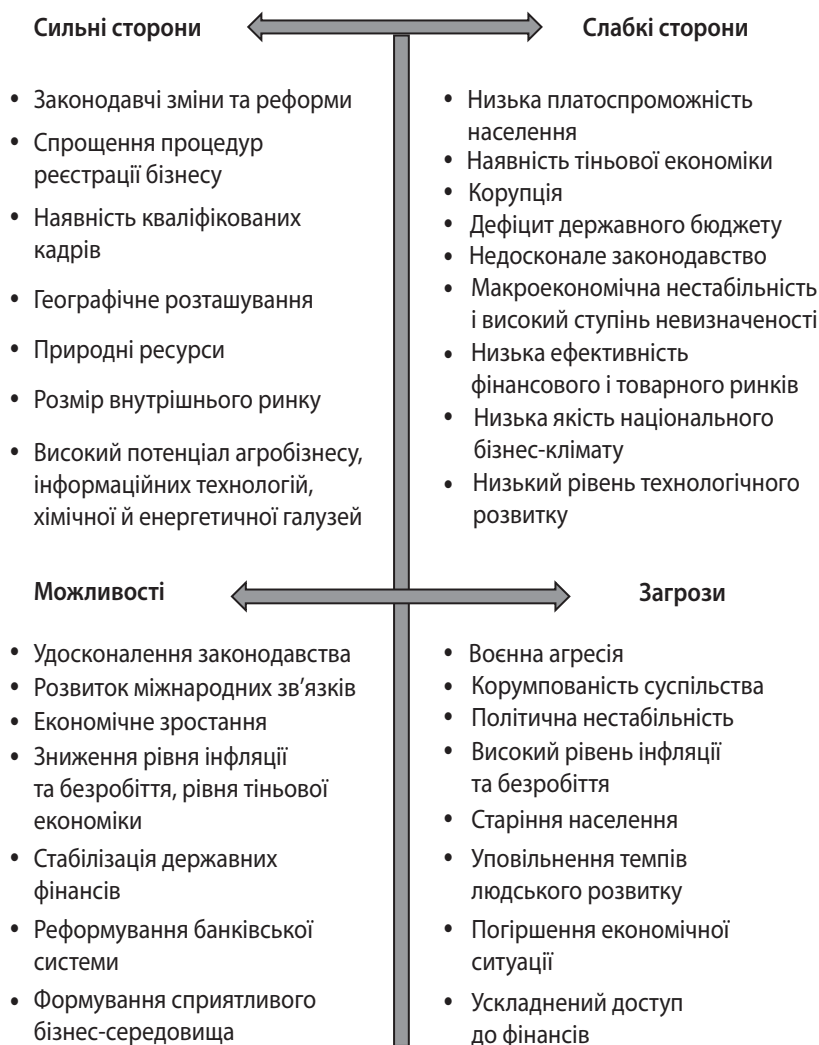 Сильні сторони
• Законодавчі зміни та реформи
• Спрощення процедур
реєстрації бізнесу
• Наявність кваліфікованих
кадрів
• Географічне розташування
• Природні ресурси
• Розмір внутрішнього ринку
• Високий потенціал агробізнесу,
інформаційних технологій,
хімічної й енергетичної галузей
Слабкі сторони
• Низька платоспроможність
населення
• Наявність тіньової економіки
• Корупція
• Дефіцит державного бюджету
• Недосконале законодавство
• Макроекономічна нестабільність
і високий ступінь невизначеності
• Низька ефективність
фінансового і товарного ринків
• Низька якість національного
бізнес-клімату
• Низький рівень технологічного
розвитку
Можливості
• Удосконалення законодавства
• Розвиток міжнародних зв’язків
• Економічне зростання
• Зниження рівня інфляції
та безробіття, рівня тіньової
економіки
• Стабілізація державних
фінансів
• Реформування банківської
системи
• Формування сприятливого
бізнес-середовища
Загрози
• Воєнна агресія
• Корумпованість суспільства
• Політична нестабільність
• Високий рівень інфляції
та безробіття
• Старіння населення
• Уповільнення темпів
людського розвитку
• Погіршення економічної
ситуації
• Ускладнений доступ
до фінансів